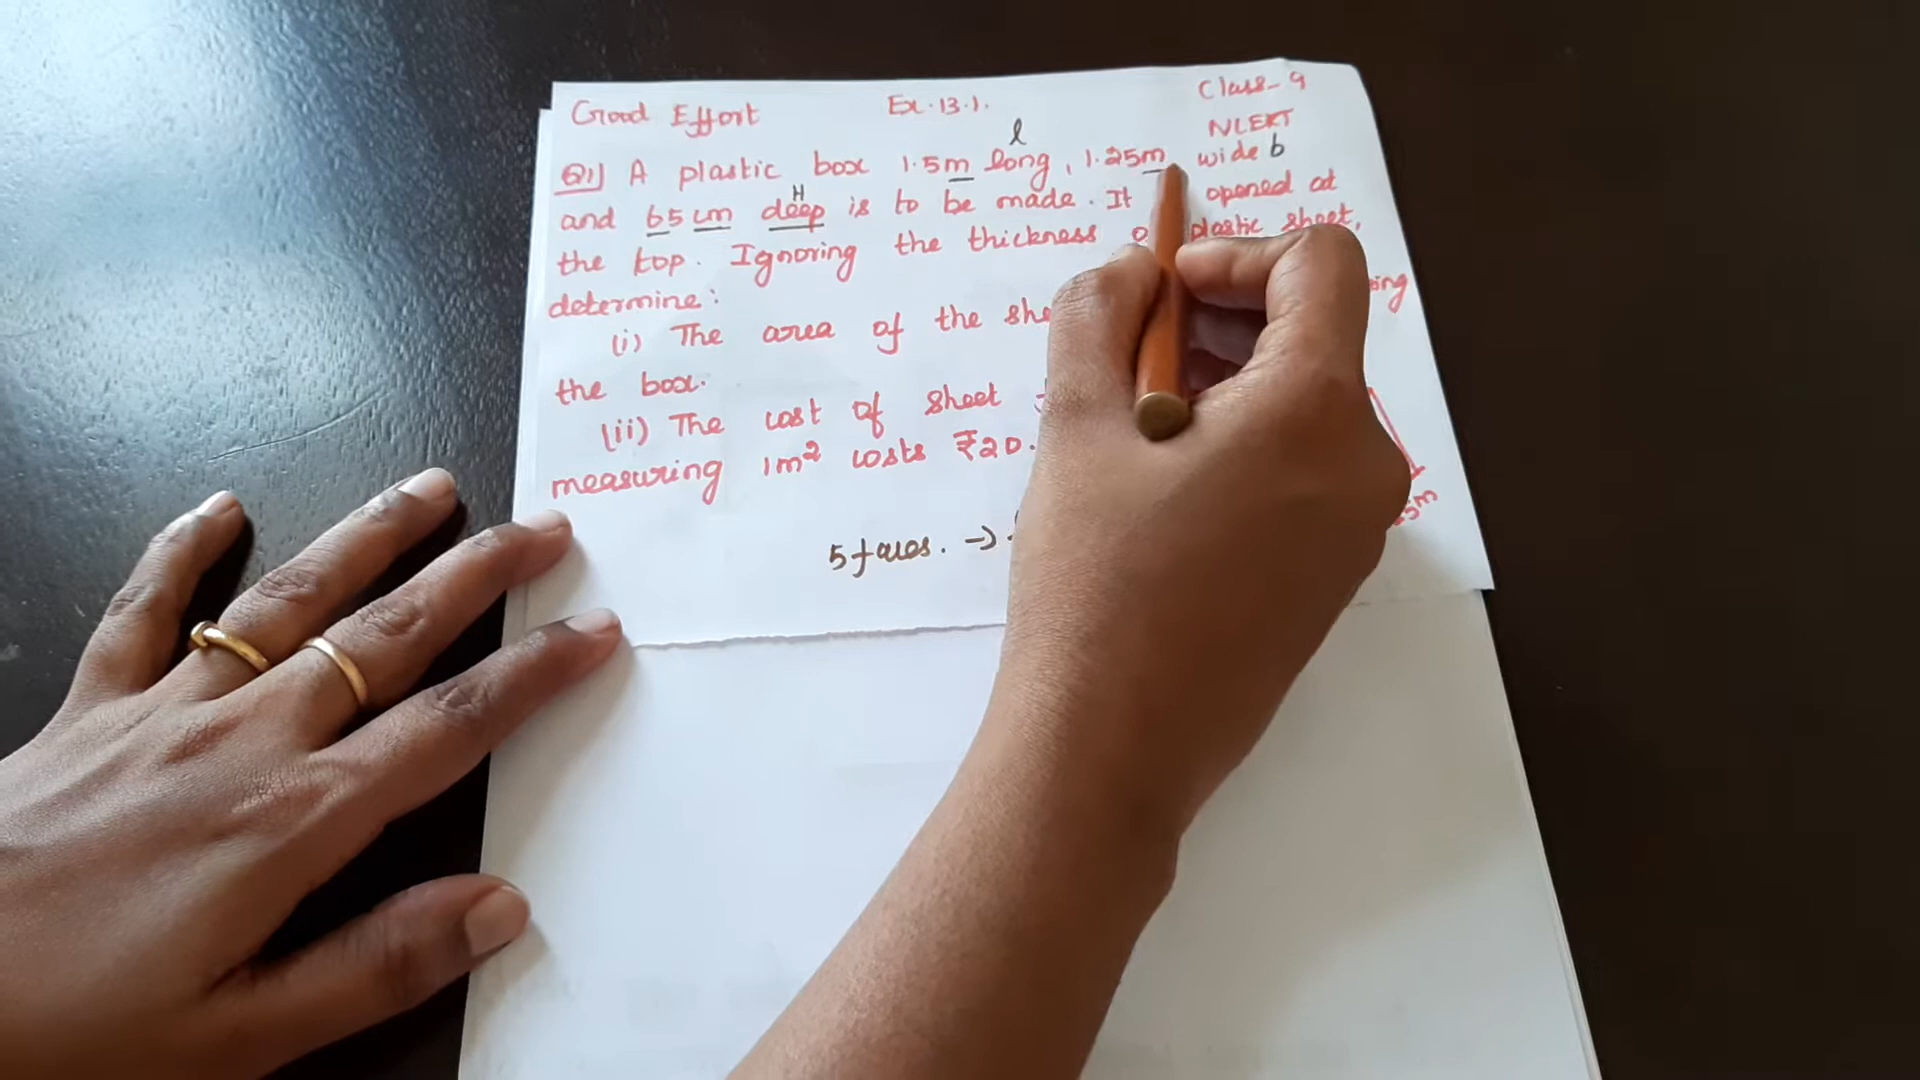 Good Effort Ex.13.1. Class-9
NCERT
l
Q1) A plastic box 1.5m long, 1.25m wide b
H
and 65 cm deep is to be made. It opened at
the top. Ignoring the thickness plastic sheet,
determine:
(i) The area of the
the box.
(ii) The cost of sheet
measuring 1m² costs ₹20.
5 faces. →